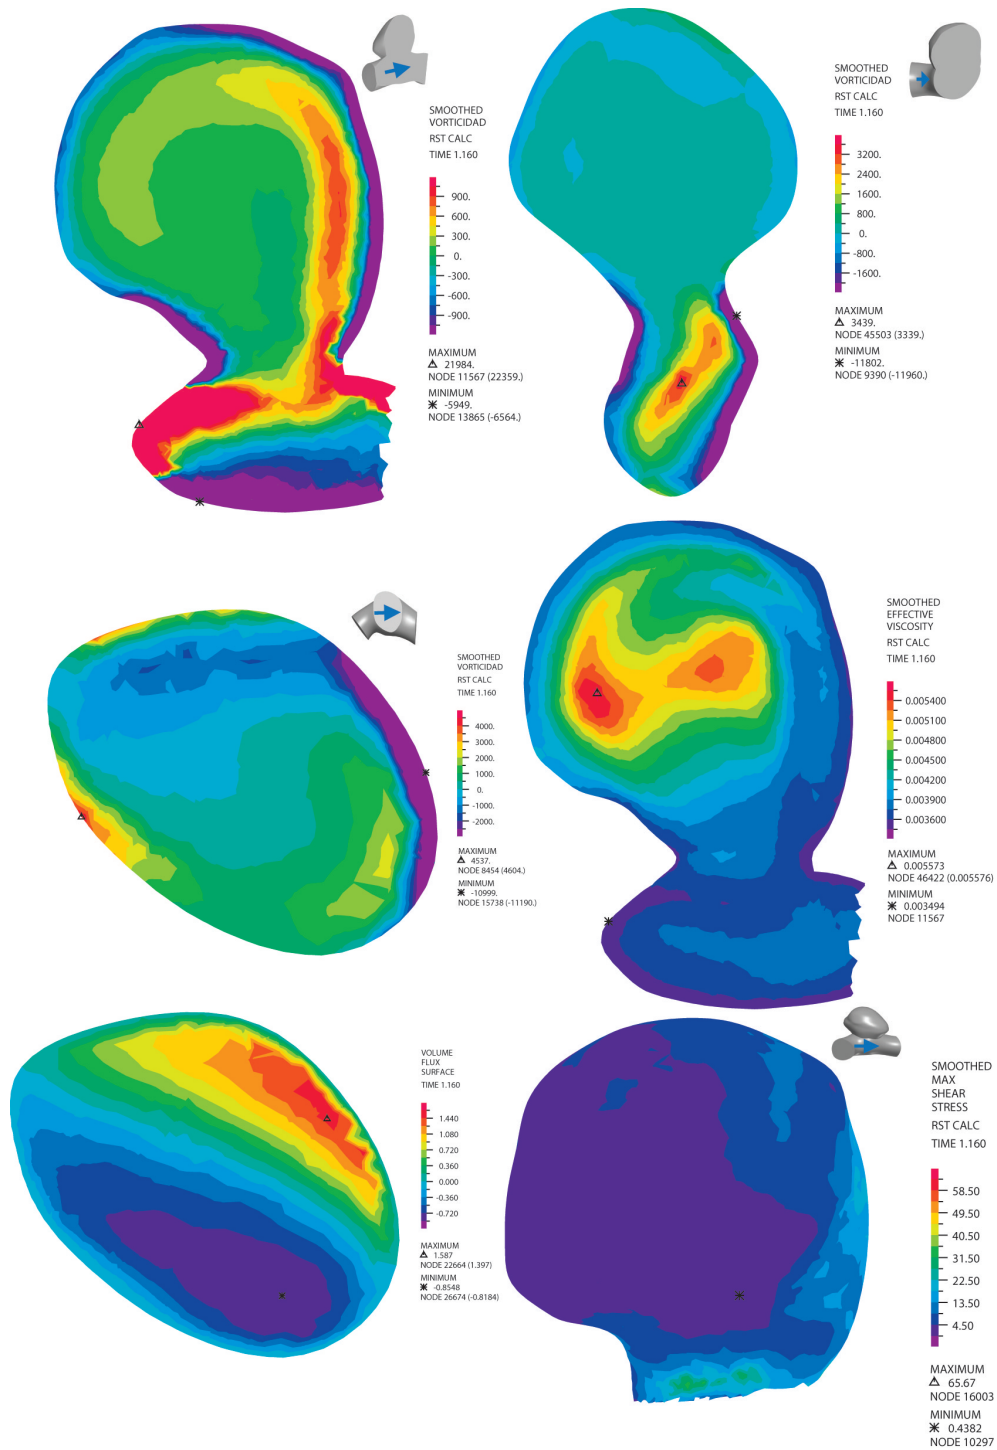 SMOOTHED
VORTICIDAD
RST CALC
TIME 1.160
900.
600.
300.
0.
-300.
-600.
-900.
MAXIMUM
21984.
NODE 11567 (22359.)
MINIMUM
-5949.
NODE 13865 (-6564.)
SMOOTHED
VORTICIDAD
RST CALC
TIME 1.160
3200.
2400.
1600.
800.
0.
-800.
-1600.
MAXIMUM
3439.
NODE 45503 (3339.)
MINIMUM
-11802.
NODE 9390 (-11960.)
SMOOTHED
VORTICIDAD
RST CALC
TIME 1.160
4000.
3000.
2000.
1000.
0.
-1000.
-2000.
MAXIMUM
4537.
NODE 8454 (4604.)
MINIMUM
-10999.
NODE 15738 (-11190.)
SMOOTHED
EFFECTIVE
VISCOSITY
RST CALC
TIME 1.160
0.005400
0.005100
0.004800
0.004500
0.004200
0.003900
0.003600
MAXIMUM
0.005573
NODE 46422 (0.005576)
MINIMUM
0.003494
NODE 11567
VOLUME
FLUX
SURFACE
TIME 1.160
1.440
1.080
0.720
0.360
0.000
-0.360
-0.720
MAXIMUM
1.587
NODE 22664 (1.397)
MINIMUM
-0.8548
NODE 26674 (-0.8184)
SMOOTHED
MAX
SHEAR
STRESS
RST CALC
TIME 1.160
58.50
49.50
40.50
31.50
22.50
13.50
4.50
MAXIMUM
65.67
NODE 16003
MINIMUM
0.4382
NODE 10297